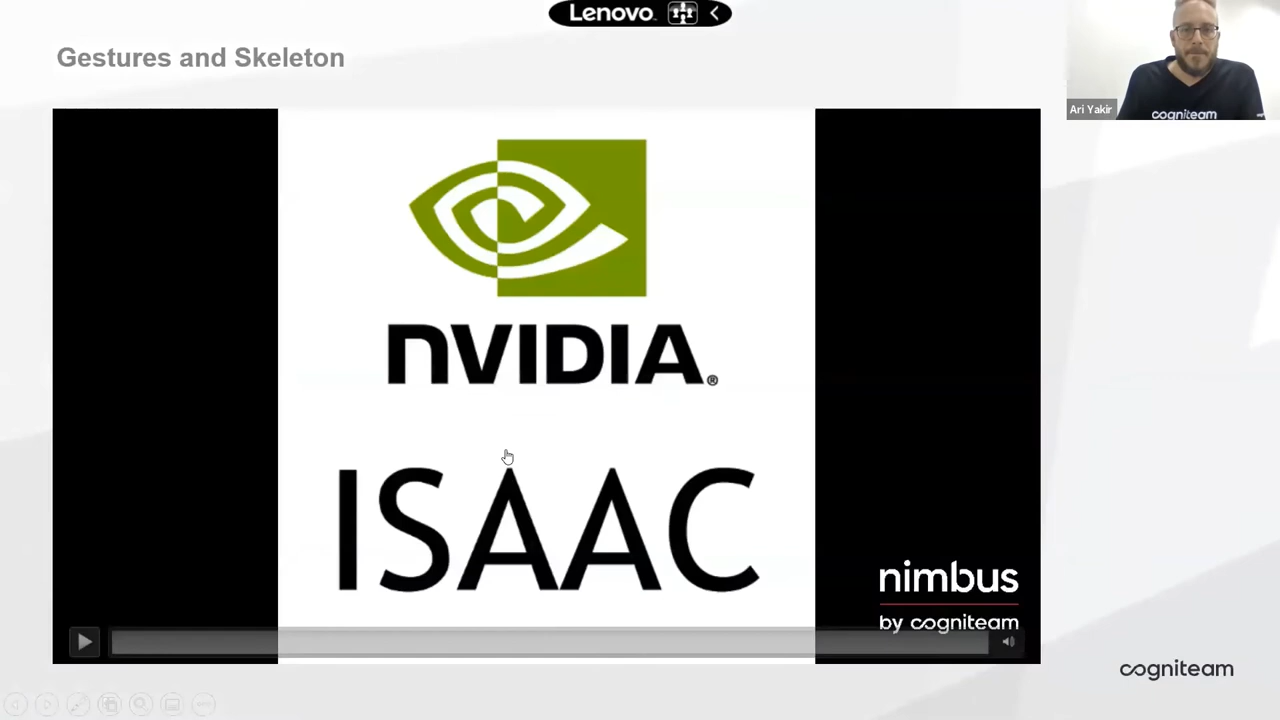 Lenovo
Gestures and Skeleton
Ari Yakir
cogniteam
NVIDIA®
ISAAC
nimbus
by cogniteam
cogniteam